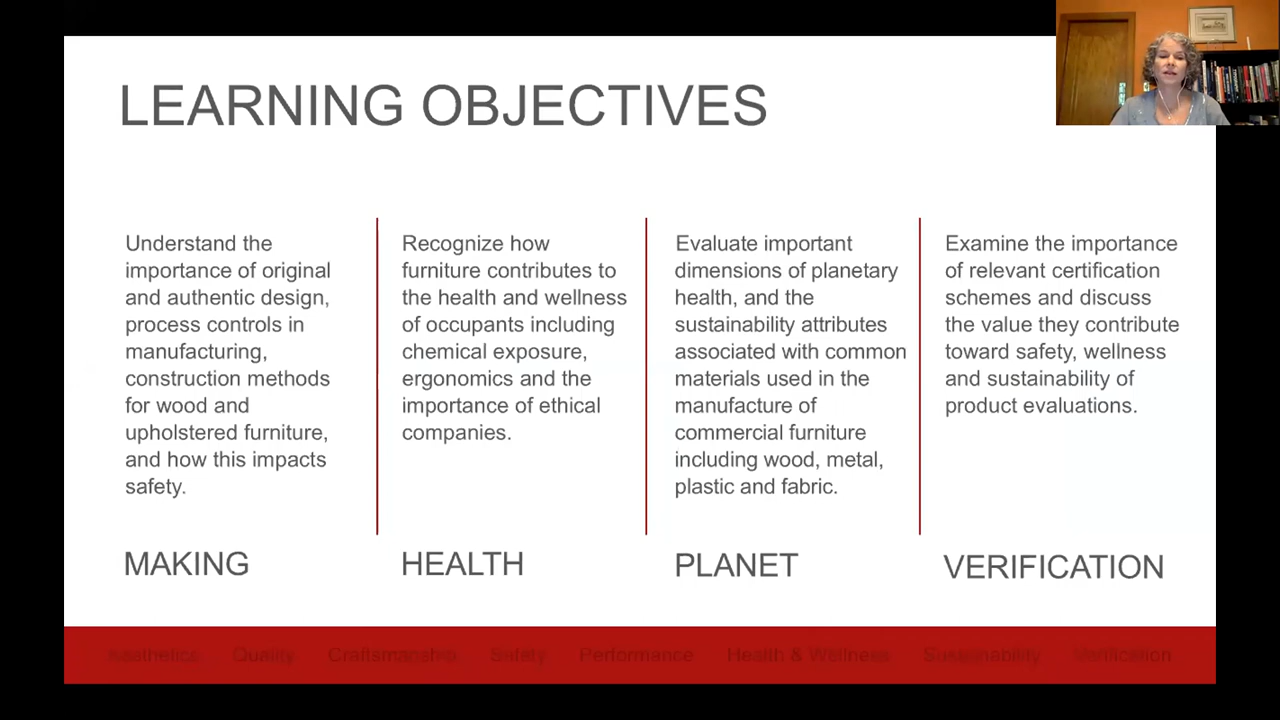 LEARNING OBJECTIVES
Understand the
importance of original
and authentic design,
process controls in
manufacturing,
construction methods
for wood and
upholstered furniture,
and how this impacts
safety.
MAKING
Recognize how
furniture contributes to
the health and wellness
of occupants including
chemical exposure,
ergonomics and the
importance of ethical
companies.
HEALTH
Evaluate important
dimensions of planetary
health, and the
sustainability attributes
associated with common
materials used in the
manufacture of
commercial furniture
including wood, metal,
plastic and fabric.
PLANET
Examine the importance
of relevant certification
schemes and discuss
the value they contribute
toward safety, wellness
and sustainability of
product evaluations.
VERIFICATION
Aesthetics Quality Craftsmanship Safety Performance Health & Wellness Sustainability Verification